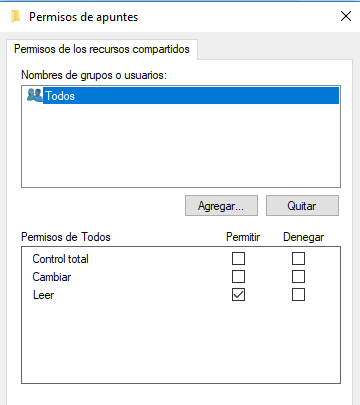 Permisos de apuntes
Permisos de los recursos compartidos
Nombres de grupos o usuarios:
Todos
Agregar... Quitar
Permisos de Todos Permitir Denegar
Control total
Cambiar
Leer